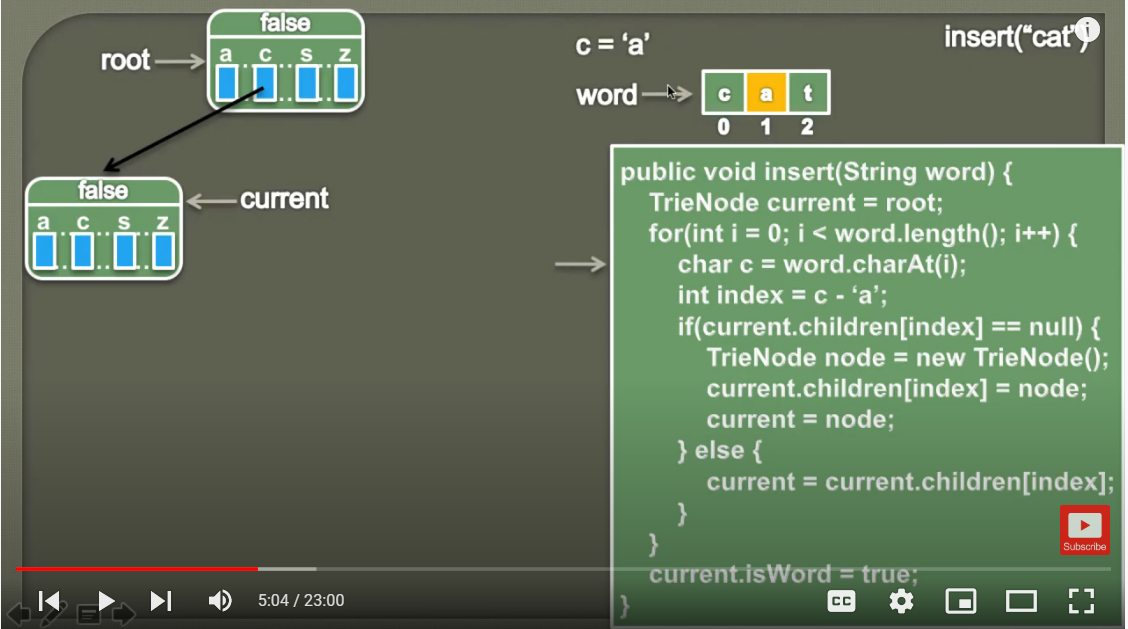 false
a c s z
root
c = ‘a’
insert(“cat”)
i
word
c a t
0 1 2
false
a c s z
current
public void insert(String word) {
TrieNode current = root;
for(int i = 0; i < word.length(); i++) {
char c = word.charAt(i);
int index = c - ‘a’;
if(current.children[index] == null) {
TrieNode node = new TrieNode();
current.children[index] = node;
current = node;
} else {
current = current.children[index];
}
}
current.isWord = true;
}
Subscribe
5:04 / 23:00
CC